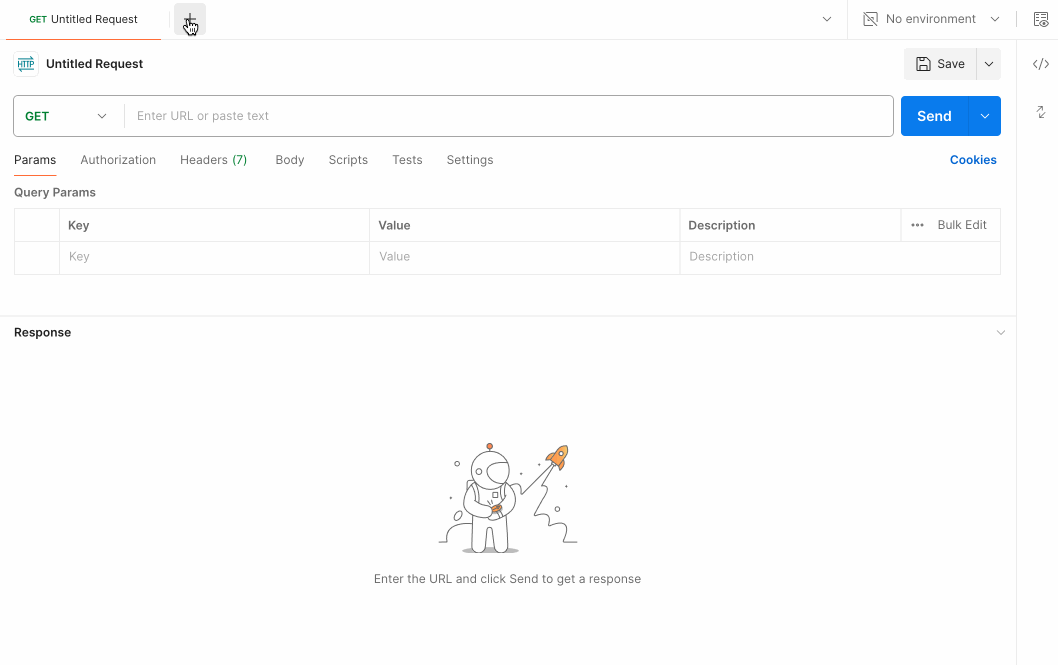 GET Untitled Request
No environment
HTTP Untitled Request
Save
GET Enter URL or paste text
Send
Params Authorization Headers (7) Body Scripts Tests Settings Cookies
Query Params
Key Value Description ••• Bulk Edit
Key Value Description
Response
Enter the URL and click Send to get a response